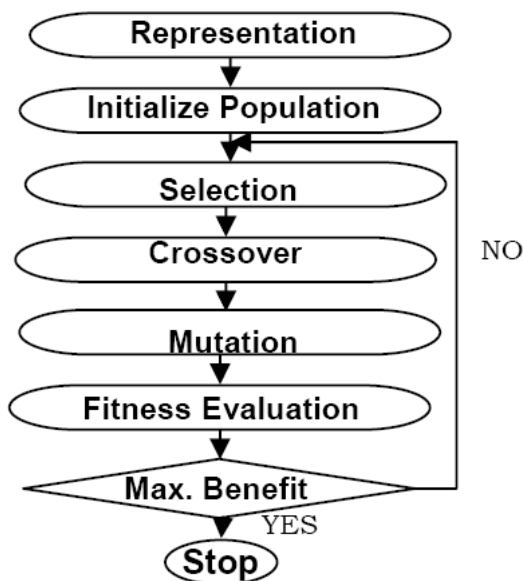 Representation
Initialize Population
Selection
Crossover
NO
Mutation
Fitness Evaluation
Max. Benefit
YES
Stop